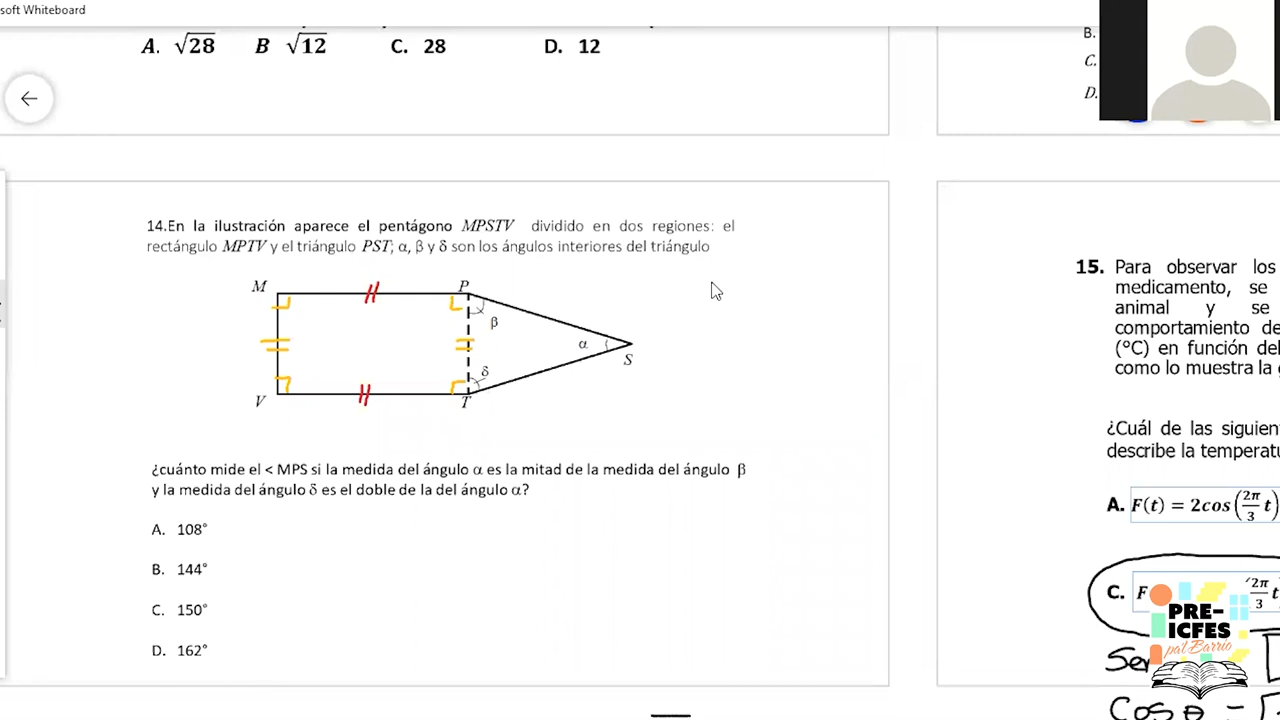 soft Whiteboard
A. √28 B √12 C. 28 D. 12
14.En la ilustración aparece el pentágono MPSTV dividido en dos regiones: el
rectángulo MPTV y el triángulo PST; α, β y δ son los ángulos interiores del triángulo
M P
β
α
S
δ
V T
¿cuánto mide el < MPS si la medida del ángulo α es la mitad de la medida del ángulo β
y la medida del ángulo δ es el doble de la del ángulo α?
A. 108°
B. 144°
C. 150°
D. 162°
B.
C.
D.
15. Para observar los
medicamento, se
animal y se
comportamiento de
(°C) en función del
como lo muestra la
¿Cuál de las siguien
describe la temperatu
A. F(t) = 2cos(2π/3 t)
C. F 2π/3 t
PRE-
ICFES
pal Barrio
Sen
Cos θ =